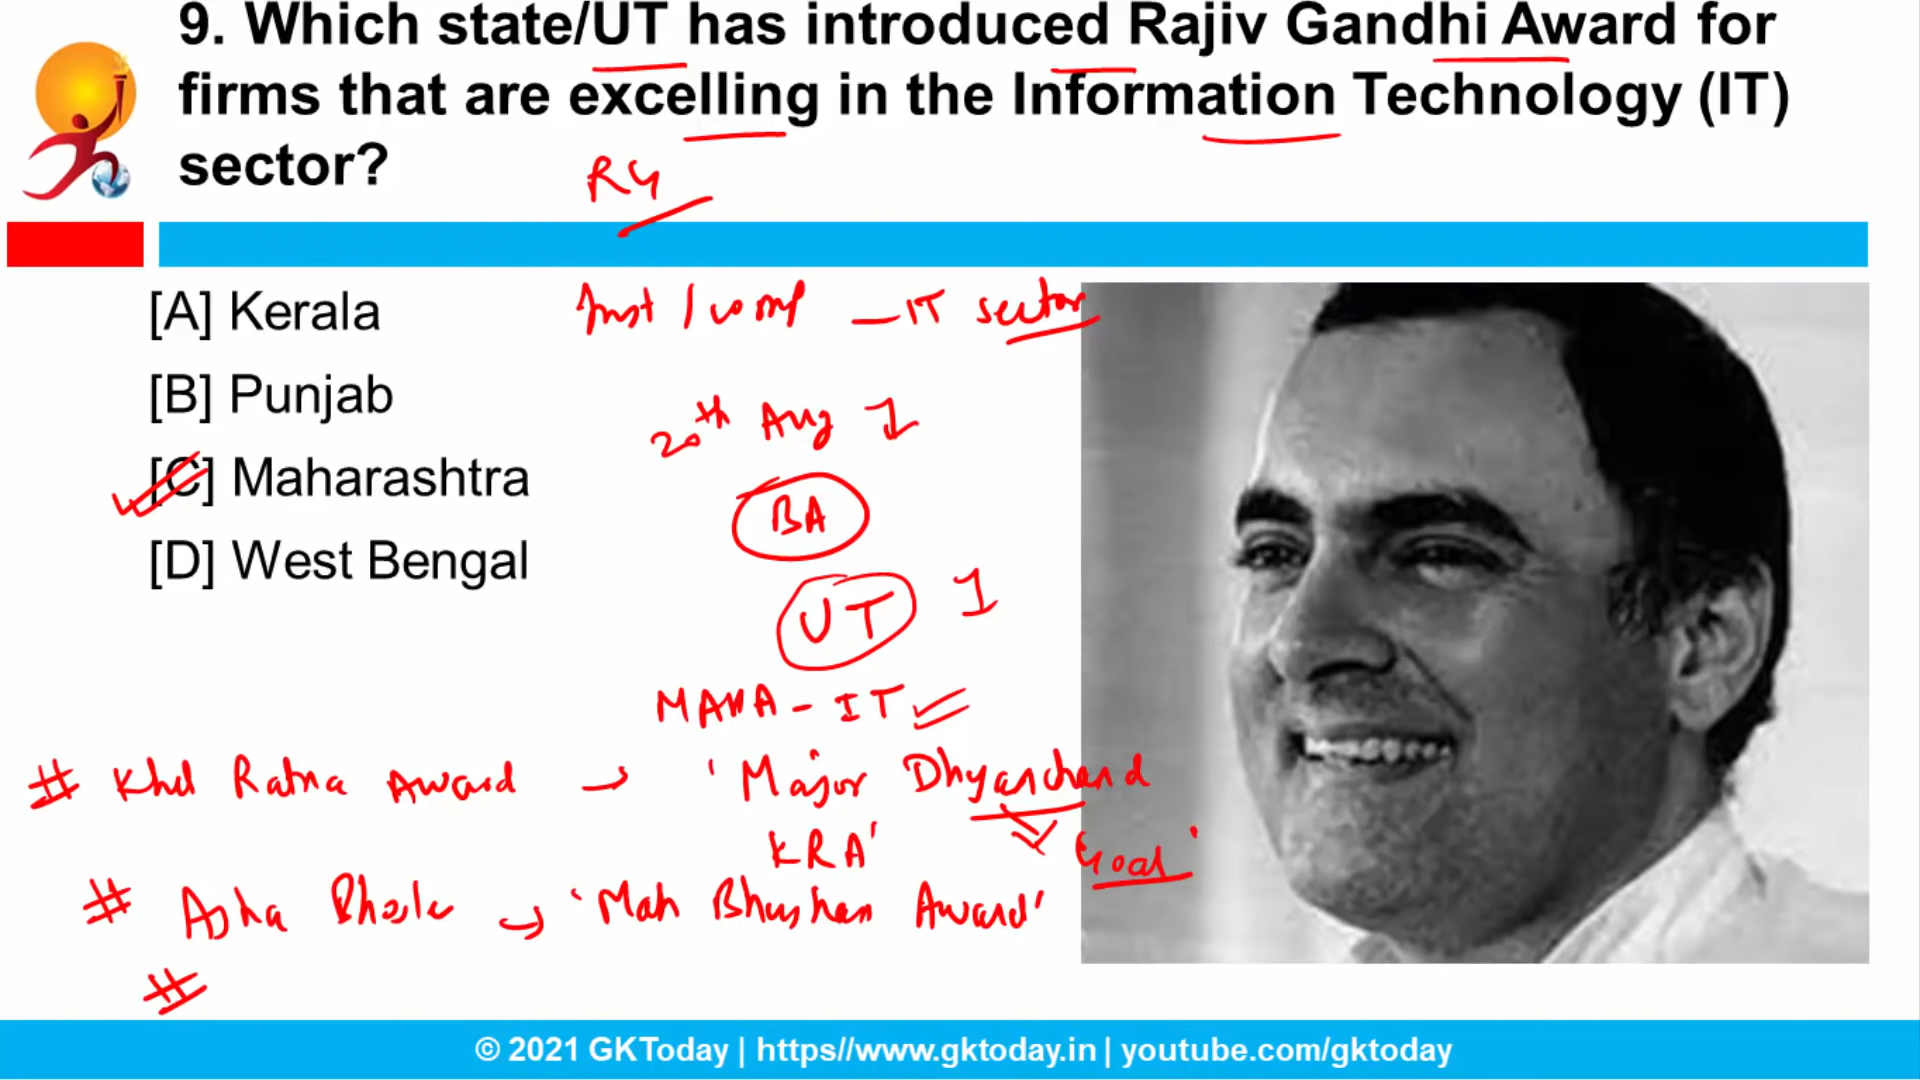 9. Which state/UT has introduced Rajiv Gandhi Award for
firms that are excelling in the Information Technology (IT)
sector?
RG
[A] Kerala
Inst / comp – IT sector
[B] Punjab
20th Aug I
[C] Maharashtra
BA
[D] West Bengal
UT I
MAHA - IT
# Khel Ratna Award → 'Major Dhyanchand
KRA' Goal'
# Asha Bhosle → 'Mah Bhushan Award'
#
© 2021 GKToday | https//www.gktoday.in | youtube.com/gktoday